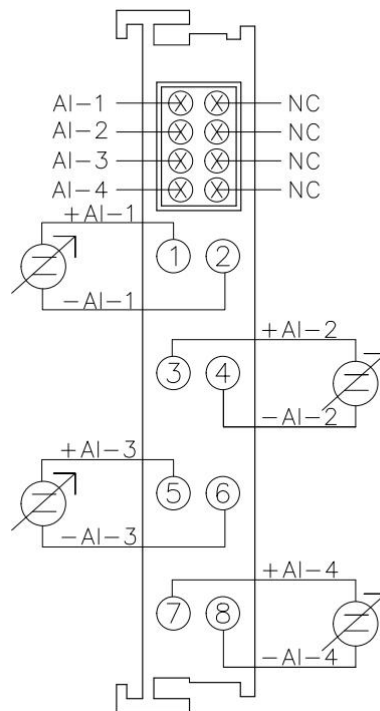 AI-1 NC
AI-2 NC
AI-3 NC
AI-4 NC
+AI-1
1 2
-AI-1
+AI-2
3 4
-AI-2
+AI-3
5 6
-AI-3
+AI-4
7 8
-AI-4